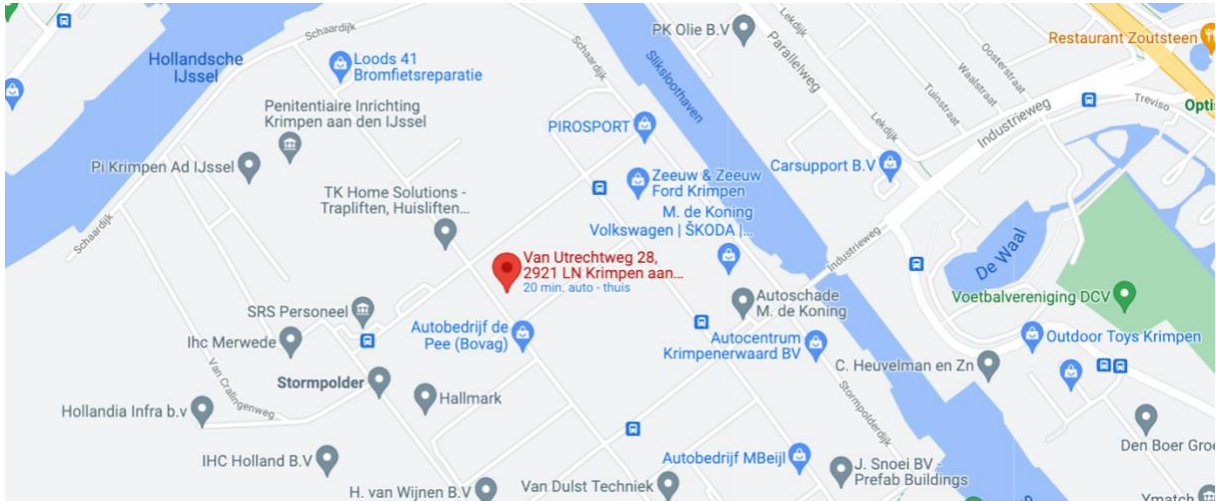 PK Olie B.V
Schaardijk
Schaardijk
Lekdijk
Restaurant Zoutsteen
Hollandsche
IJssel
Loods 41
Bromfietsreparatie
Sliksloothaven
Parallelweg
Oosterstraat
Waalstraat
Tuinstraat
Treviso
Optis
Penitentiaire Inrichting
Krimpen aan den IJssel
PIROSPORT
Lekdijk
Industrieweg
Pi Krimpen Ad IJssel
Carsupport B.V
Zeeuw & Zeeuw
Ford Krimpen
TK Home Solutions -
Trapliften, Huisliften...
M. de Koning
Volkswagen | ŠKODA |...
Schaardijk
Industrieweg
De Waal
Van Utrechtweg 28,
2921 LN Krimpen aan...
20 min. auto - thuis
Voetbalvereniging DCV
SRS Personeel
Autoschade
M. de Koning
Autobedrijf de
Pee (Bovag)
Ihc Merwede
Autocentrum
Krimpenerwaard BV
Outdoor Toys Krimpen
C. Heuvelman en Zn
Van Cralingenweg
Stormpolder
Hallmark
Stormpolderdijk
Hollandia Infra b.v
Den Boer Groe
IHC Holland B.V
Autobedrijf MBeijl
J. Snoei BV -
Prefab Buildings
H. van Wijnen B.V
Van Dulst Techniek
Ymatch